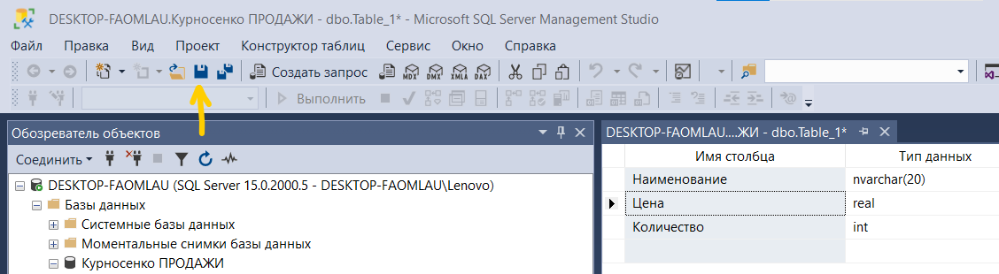 DESKTOP-FAOMLAU.Курносенко ПРОДАЖИ - dbo.Table_1* - Microsoft SQL Server Management Studio
Файл Правка Вид Проект Конструктор таблиц Сервис Окно Справка
Создать запрос MDX DMX XMLA DAX
Выполнить
Обозреватель объектов
Соединить
DESKTOP-FAOMLAU (SQL Server 15.0.2000.5 - DESKTOP-FAOMLAU\Lenovo)
Базы данных
Системные базы данных
Моментальные снимки базы данных
Курносенко ПРОДАЖИ
DESKTOP-FAOMLAU....ЖИ - dbo.Table_1*
Имя столбца Тип данных
Наименование nvarchar(20)
Цена real
Количество int